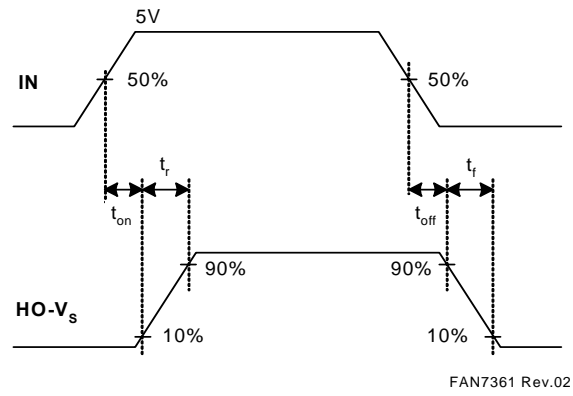 5V
IN
50%
50%
t_r
t_f
t_on
t_off
90%
90%
HO-V_S
10%
10%
FAN7361 Rev.02